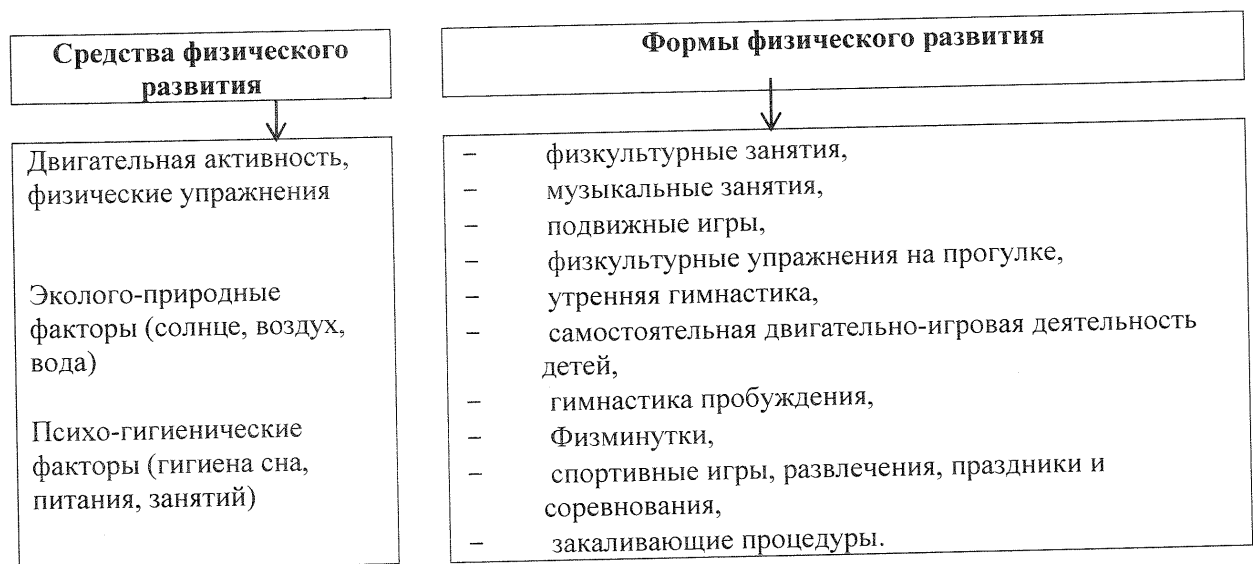 Средства физического
развития
Двигательная активность,
физические упражнения
Эколого-природные
факторы (солнце, воздух,
вода)
Психо-гигиенические
факторы (гигиена сна,
питания, занятий)
Формы физического развития
– физкультурные занятия,
– музыкальные занятия,
– подвижные игры,
– физкультурные упражнения на прогулке,
– утренняя гимнастика,
– самостоятельная двигательно-игровая деятельность
детей,
– гимнастика пробуждения,
– Физминутки,
– спортивные игры, развлечения, праздники и
соревнования,
– закаливающие процедуры.